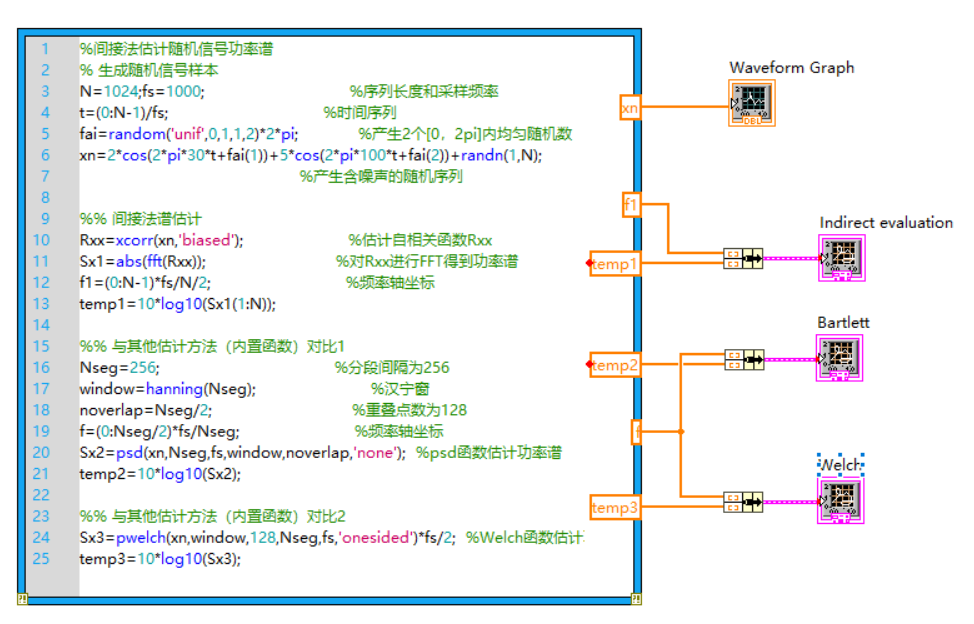 1 %间接法估计随机信号功率谱
2 % 生成随机信号样本
3 N=1024;fs=1000; %序列长度和采样频率
4 t=(0:N-1)/fs; %时间序列
5 fai=random('unif',0,1,1,2)*2*pi; %产生2个[0，2pi]内均匀随机数
6 xn=2*cos(2*pi*30*t+fai(1))+5*cos(2*pi*100*t+fai(2))+randn(1,N);
7 %产生含噪声的随机序列
8
9 %% 间接法谱估计
10 Rxx=xcorr(xn,'biased'); %估计自相关函数Rxx
11 Sx1=abs(fft(Rxx)); %对Rxx进行FFT得到功率谱
12 f1=(0:N-1)*fs/N/2; %频率轴坐标
13 temp1=10*log10(Sx1(1:N));
14
15 %% 与其他估计方法（内置函数）对比1
16 Nseg=256; %分段间隔为256
17 window=hanning(Nseg); %汉宁窗
18 noverlap=Nseg/2; %重叠点数为128
19 f=(0:Nseg/2)*fs/Nseg; %频率轴坐标
20 Sx2=psd(xn,Nseg,fs,window,noverlap,'none'); %psd函数估计功率谱
21 temp2=10*log10(Sx2);
22
23 %% 与其他估计方法（内置函数）对比2
24 Sx3=pwelch(xn,window,128,Nseg,fs,'onesided')*fs/2; %Welch函数估计
25 temp3=10*log10(Sx3);
xn
f1
temp1
temp2
f
temp3
Waveform Graph
DBL
Indirect evaluation
Bartlett
Welch